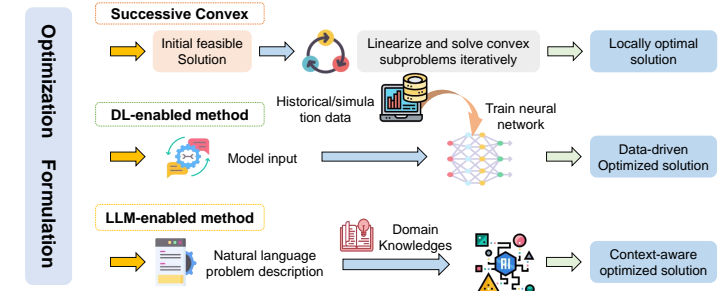 Optimization Formulation
Successive Convex
Initial feasible
Solution
Linearize and solve convex
subproblems iteratively
Locally optimal
solution
DL-enabled method
Historical/simula
tion data
Train neural
network
Model input
Data-driven
Optimized solution
LLM-enabled method
Natural language
problem description
Domain
Knowledges
AI
Context-aware
optimized solution